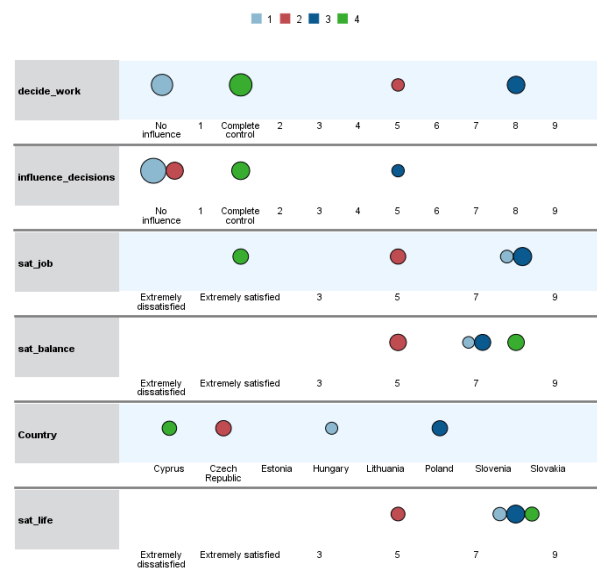 1 2 3 4
decide_work
No influence 1 Complete control 2 3 4 5 6 7 8 9
influence_decisions
No influence 1 Complete control 2 3 4 5 6 7 8 9
sat_job
Extremely dissatisfied Extremely satisfied 3 5 7 9
sat_balance
Extremely dissatisfied Extremely satisfied 3 5 7 9
Country
Cyprus Czech Republic Estonia Hungary Lithuania Poland Slovenia Slovakia
sat_life
Extremely dissatisfied Extremely satisfied 3 5 7 9